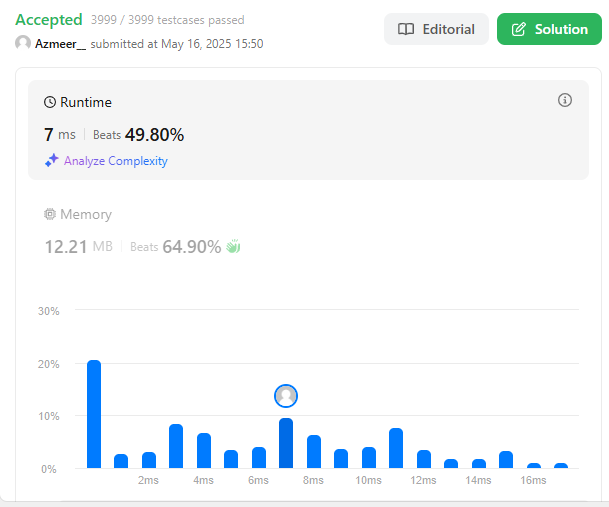 Accepted 3999 / 3999 testcases passed
Azmeer__ submitted at May 16, 2025 15:50
Editorial
Solution
Runtime
7 ms Beats 49.80%
Analyze Complexity
Memory
12.21 MB Beats 64.90%
30%
20%
10%
0%
2ms 4ms 6ms 8ms 10ms 12ms 14ms 16ms